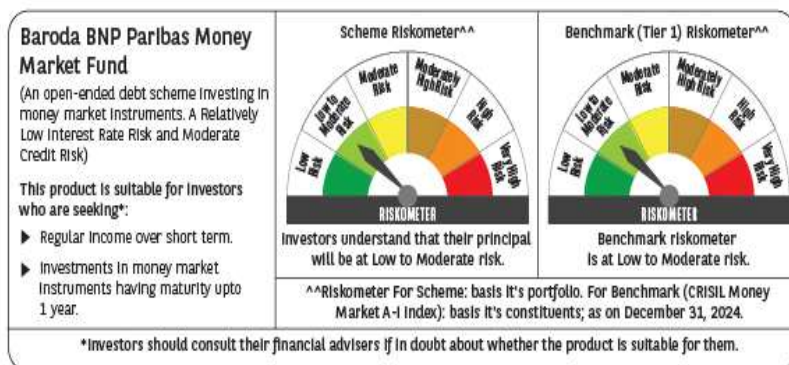 Baroda BNP Paribas Money
Market Fund
(An open-ended debt scheme investing in
money market instruments. A Relatively
Low Interest Rate Risk and Moderate
Credit Risk)
This product is suitable for investors
who are seeking*:
▶ Regular income over short term.
▶ Investments in money market
instruments having maturity upto
1 year.
Scheme Riskometer^^
Low Risk
Low to Moderate Risk
Moderate Risk
Moderately High Risk
High Risk
Very High Risk
RISKOMETER
Investors understand that their principal
will be at Low to Moderate risk.
Benchmark (Tier 1) Riskometer^^
Low Risk
Low to Moderate Risk
Moderate Risk
Moderately High Risk
High Risk
Very High Risk
RISKOMETER
Benchmark riskometer
is at Low to Moderate risk.
^^Riskometer For Scheme: basis it's portfolio. For Benchmark (CRISIL Money
Market A-I Index): basis it's constituents; as on December 31, 2024.
*Investors should consult their financial advisers if in doubt about whether the product is suitable for them.